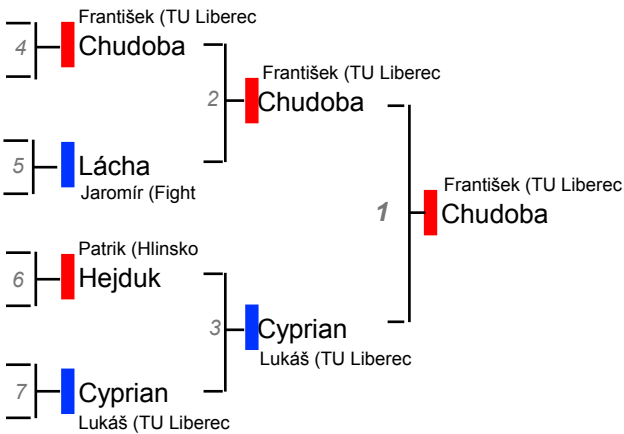 František (TU Liberec
4
Chudoba
František (TU Liberec
2
Chudoba
5
Lácha
Jaromír (Fight
František (TU Liberec
1
Chudoba
Patrik (Hlinsko
6
Hejduk
3
Cyprian
Lukáš (TU Liberec
7
Cyprian
Lukáš (TU Liberec